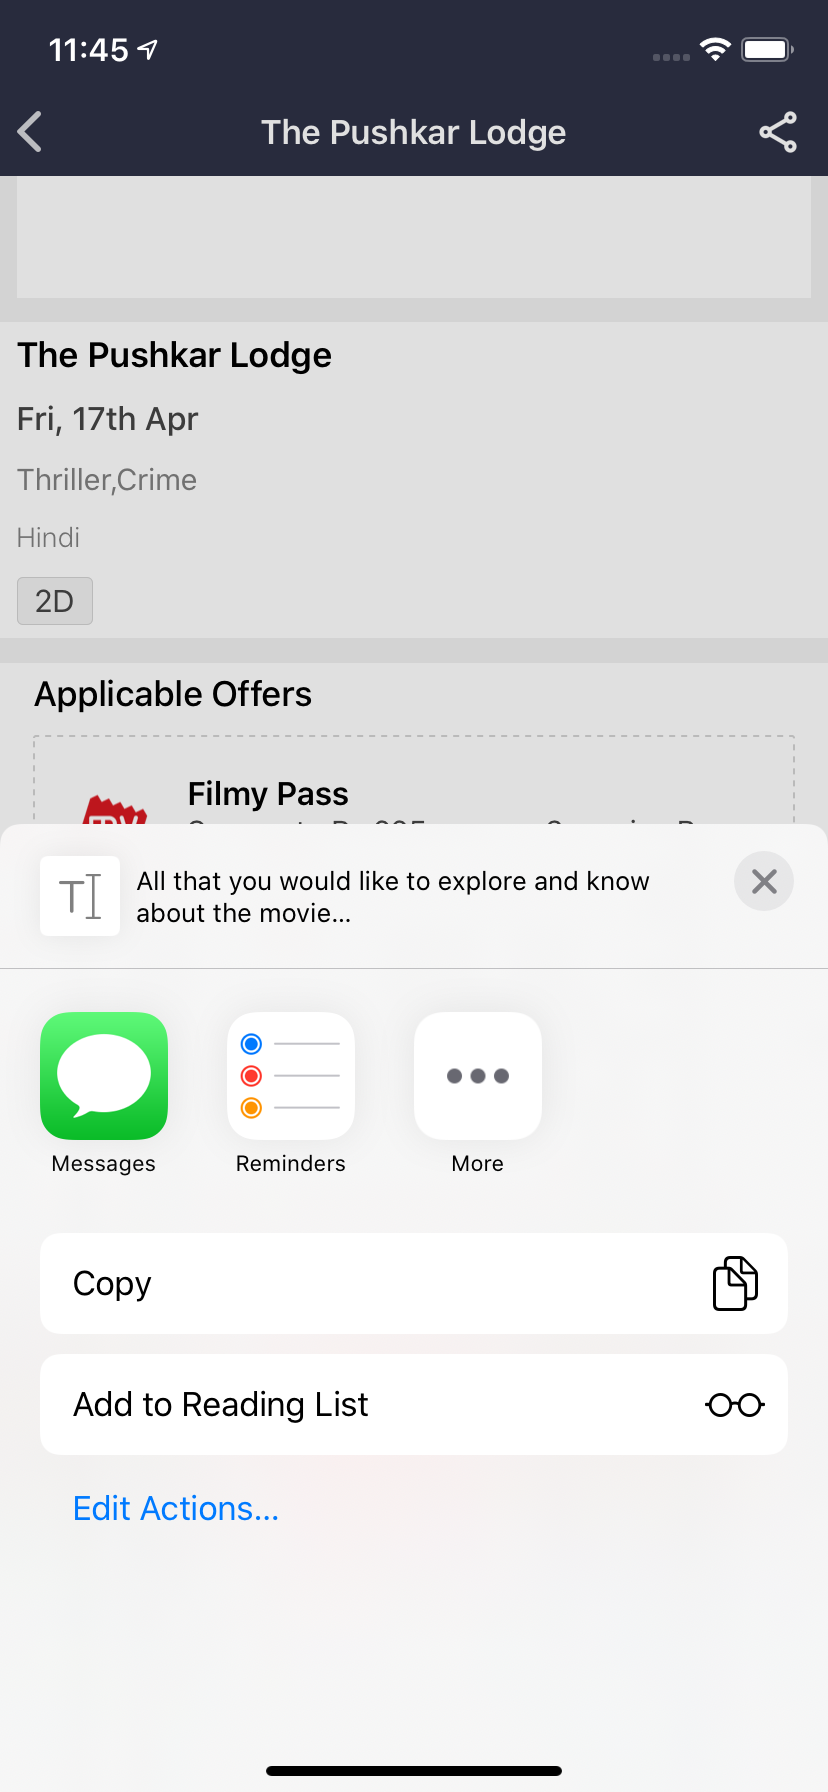 11:45
The Pushkar Lodge
The Pushkar Lodge
Fri, 17th Apr
Thriller,Crime
Hindi
2D
Applicable Offers
Filmy Pass
All that you would like to explore and know
about the movie...
Messages
Reminders
More
Copy
Add to Reading List
Edit Actions...